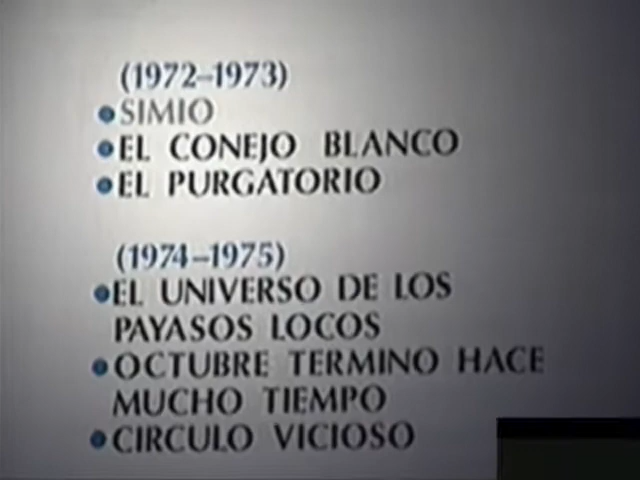 (1972–1973)
SIMIO
EL CONEJO BLANCO
EL PURGATORIO
(1974–1975)
EL UNIVERSO DE LOS
PAYASOS LOCOS
OCTUBRE TERMINO HACE
MUCHO TIEMPO
CIRCULO VICIOSO